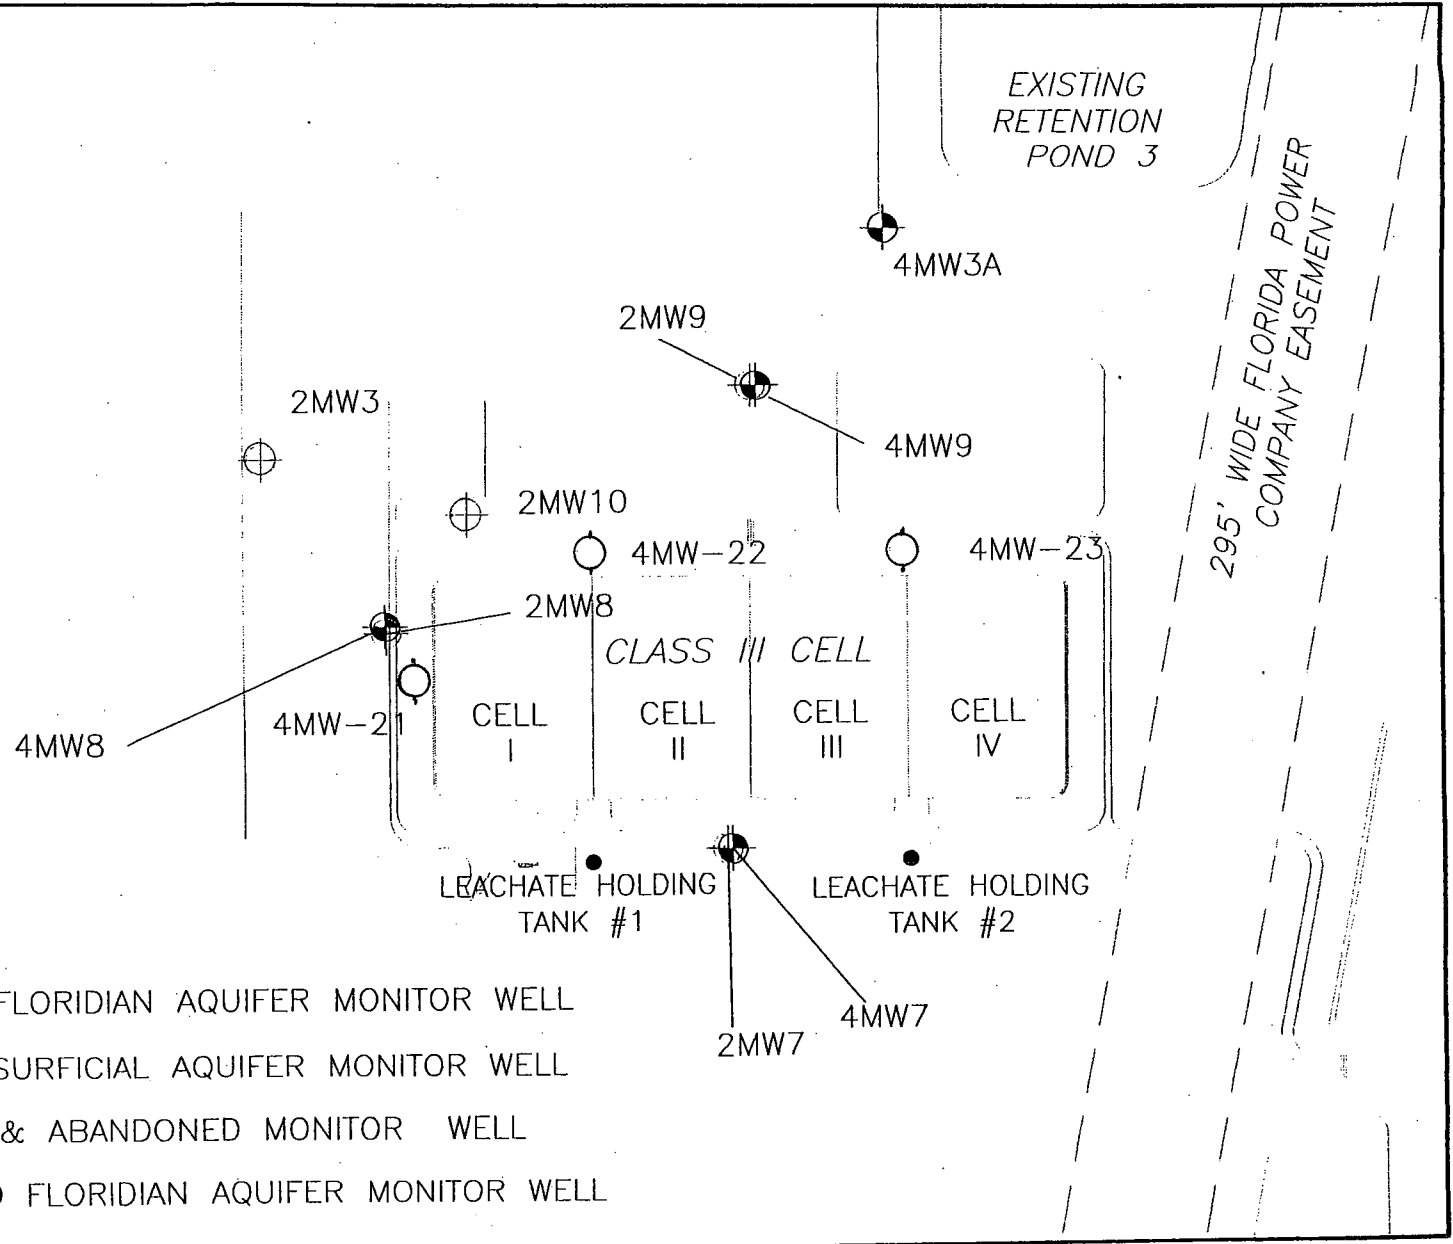 EXISTING
RETENTION
POND 3
4MW3A
2MW9
2MW3
4MW9
2MW10
4MW-22
4MW-23
2MW8
CLASS III CELL
4MW-21
4MW8
CELL
I
CELL
II
CELL
III
CELL
IV
LEACHATE HOLDING
TANK #1
LEACHATE HOLDING
TANK #2
4MW7
2MW7
295' WIDE FLORIDA POWER
COMPANY EASEMENT
FLORIDIAN AQUIFER MONITOR WELL
SURFICIAL AQUIFER MONITOR WELL
& ABANDONED MONITOR WELL
FLORIDIAN AQUIFER MONITOR WELL